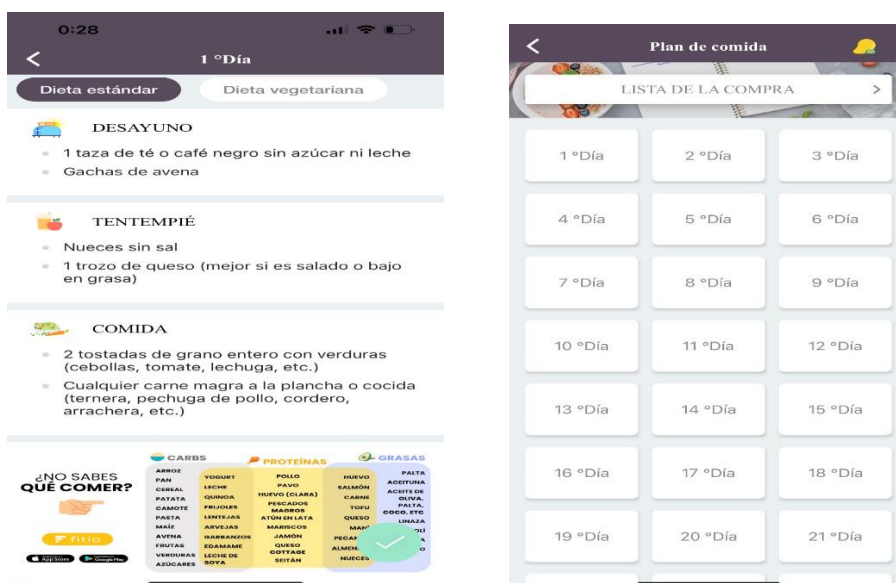 0:28
1 °Día
Dieta estándar
Dieta vegetariana
DESAYUNO
1 taza de té o café negro sin azúcar ni leche
Gachas de avena
TENTEMPIÉ
Nueces sin sal
1 trozo de queso (mejor si es salado o bajo
en grasa)
COMIDA
2 tostadas de grano entero con verduras
(cebollas, tomate, lechuga, etc.)
Cualquier carne magra a la plancha o cocida
(ternera, pechuga de pollo, cordero,
arrachera, etc.)
¿NO SABES
QUÉ COMER?
Fitio
App Store
Google Play
CARBS
ARROZ
PAN
CEREAL
PATATA
CAMOTE
PASTA
MAÍZ
AVENA
FRUTAS
VERDURAS
AZÚCARES
YOGURT
LECHE
QUINOA
FRIJOLES
LENTEJAS
ARVEJAS
GARBANZOS
EDAMAME
LECHE DE
SOYA
PROTEÍNAS
POLLO
PAVO
HUEVO (CLARA)
PESCADOS
MAGROS
ATÚN EN LATA
MARISCOS
JAMÓN
QUESO
COTTAGE
SEITÁN
HUEVO
SALMÓN
CARNE
TOFU
QUESO
NUECES
GRASAS
PALTA
ACEITUNA
ACEITE DE
OLIVA,
PALTA,
COCO, ETC
LINAZA
Plan de comida
LISTA DE LA COMPRA
1 °Día
2 °Día
3 °Día
4 °Día
5 °Día
6 °Día
7 °Día
8 °Día
9 °Día
10 °Día
11 °Día
12 °Día
13 °Día
14 °Día
15 °Día
16 °Día
17 °Día
18 °Día
19 °Día
20 °Día
21 °Día